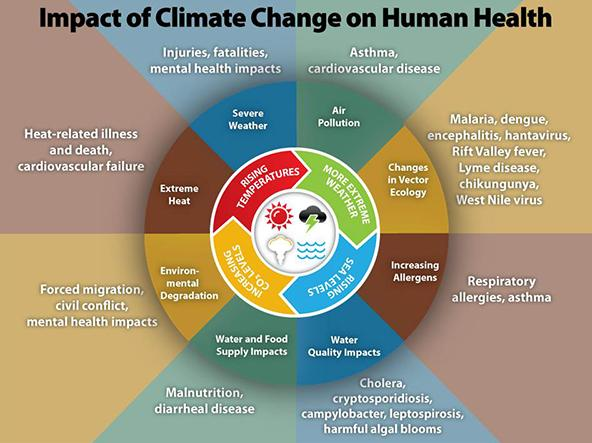 Impact of Climate Change on Human Health
Injuries, fatalities,
mental health impacts
Asthma,
cardiovascular disease
Heat-related illness
and death,
cardiovascular failure
Malaria, dengue,
encephalitis, hantavirus,
Rift Valley fever,
Lyme disease,
chikungunya,
West Nile virus
Forced migration,
civil conflict,
mental health impacts
Respiratory
allergies, asthma
Malnutrition,
diarrheal disease
Cholera,
cryptosporidiosis,
campylobacter, leptospirosis,
harmful algal blooms
Severe
Weather
Air
Pollution
Extreme
Heat
Changes
in Vector
Ecology
Environ-
mental
Degradation
Increasing
Allergens
Water and Food
Supply Impacts
Water
Quality Impacts
RISING
TEMPERATURES
MORE EXTREME
WEATHER
RISING
SEA LEVELS
INCREASING
CO₂ LEVELS